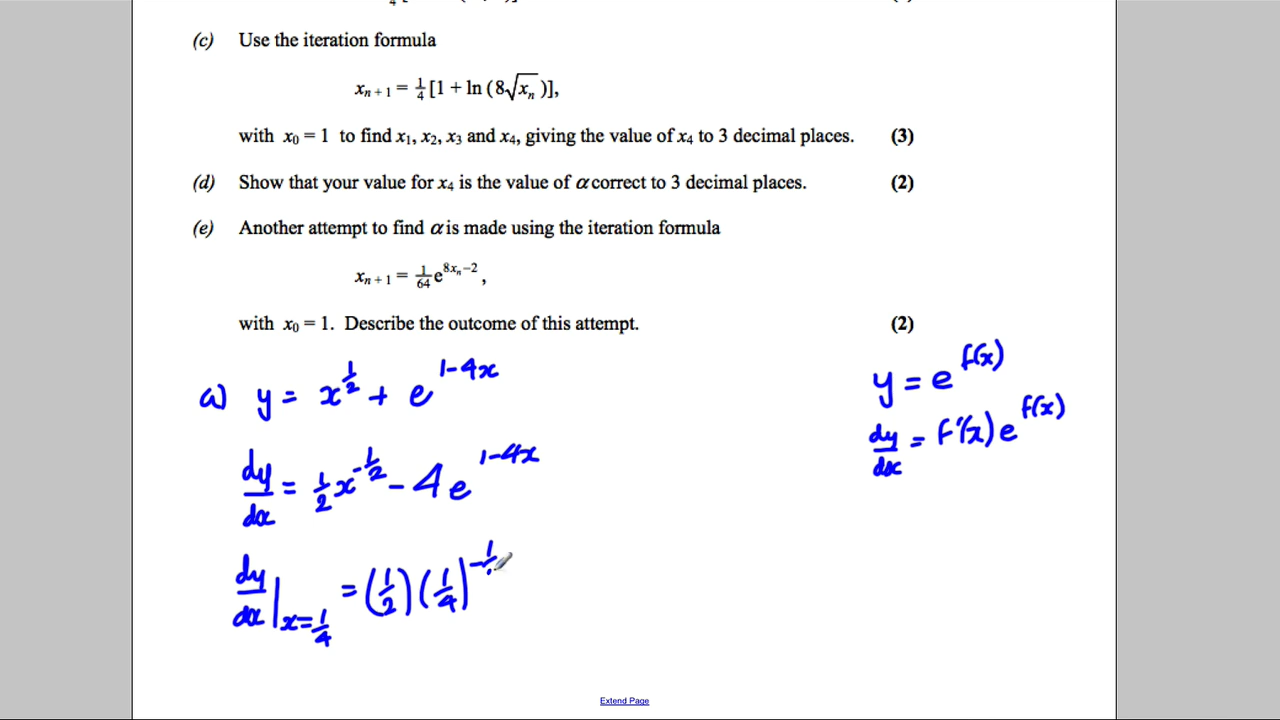 (c) Use the iteration formula
xₙ₊₁ = ¼[1 + ln (8√xₙ )],
with x₀ = 1 to find x₁, x₂, x₃ and x₄, giving the value of x₄ to 3 decimal places. (3)
(d) Show that your value for x₄ is the value of α correct to 3 decimal places. (2)
(e) Another attempt to find α is made using the iteration formula
xₙ₊₁ = 1/64 e^(8xₙ−2),
with x₀ = 1. Describe the outcome of this attempt. (2)
a) y = x^(1/2) + e^(1-4x)
dy/dx = 1/2 x^(-1/2) - 4e^(1-4x)
dy/dx |x=1/4 = (1/2)(1/4)^-1/
y = e^f(x)
dy/dx = f'(x)e^f(x)
Extend Page